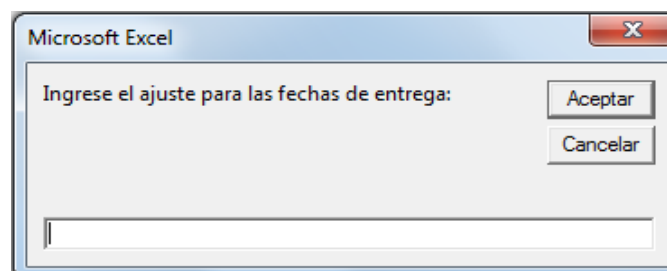 Microsoft Excel
Ingrese el ajuste para las fechas de entrega:
Aceptar
Cancelar